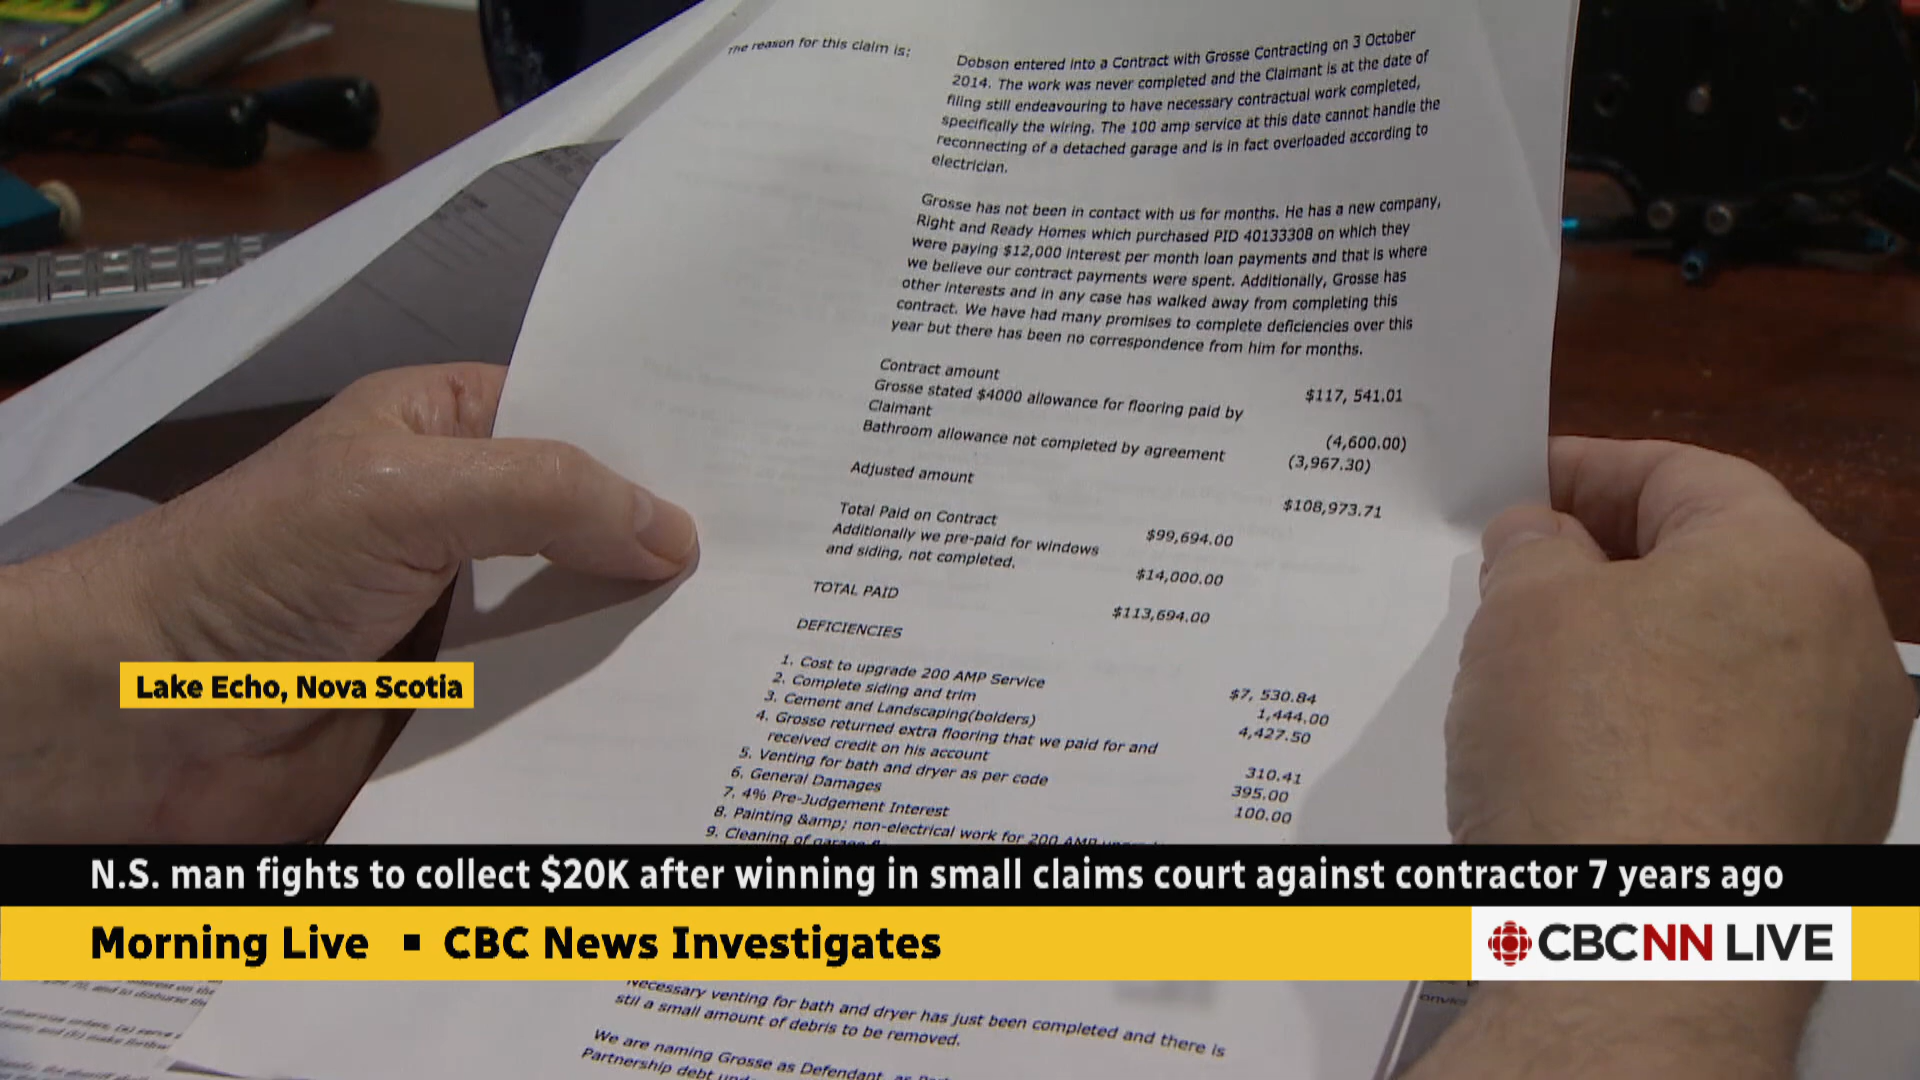 The reason for this claim is:
Dobson entered into a Contract with Grosse Contracting on 3 October
2014. The work was never completed and the Claimant is at the date of
filing still endeavouring to have necessary contractual work completed,
specifically the wiring. The 100 amp service at this date cannot handle the
reconnecting of a detached garage and is in fact overloaded according to
electrician.
Grosse has not been in contact with us for months. He has a new company,
Right and Ready Homes which purchased PID 40133308 on which they
were paying $12,000 interest per month loan payments and that is where
we believe our contract payments were spent. Additionally, Grosse has
other interests and in any case has walked away from completing this
contract. We have had many promises to complete deficiencies over this
year but there has been no correspondence from him for months.
Contract amount $117, 541.01
Grosse stated $4000 allowance for flooring paid by
Claimant (4,600.00)
Bathroom allowance not completed by agreement (3,967.30)
Adjusted amount $108,973.71
Total Paid on Contract $99,694.00
Additionally we pre-paid for windows
and siding, not completed. $14,000.00
TOTAL PAID $113,694.00
DEFICIENCIES
1. Cost to upgrade 200 AMP Service $7, 530.84
2. Complete siding and trim 1,444.00
3. Cement and Landscaping(bolders) 4,427.50
4. Grosse returned extra flooring that we paid for and
received credit on his account 310.41
5. Venting for bath and dryer as per code 395.00
6. General Damages 100.00
7. 4% Pre-Judgement Interest
8. Painting &amp; non-electrical work for 200 AMP
9. Cleaning of garage
Lake Echo, Nova Scotia
N.S. man fights to collect $20K after winning in small claims court against contractor 7 years ago
Morning Live ▪ CBC News Investigates
CBCNN LIVE
Necessary venting for bath and dryer has just been completed and there is
stil a small amount of debris to be removed.
We are naming Grosse as Defendant, as
Partnership debt